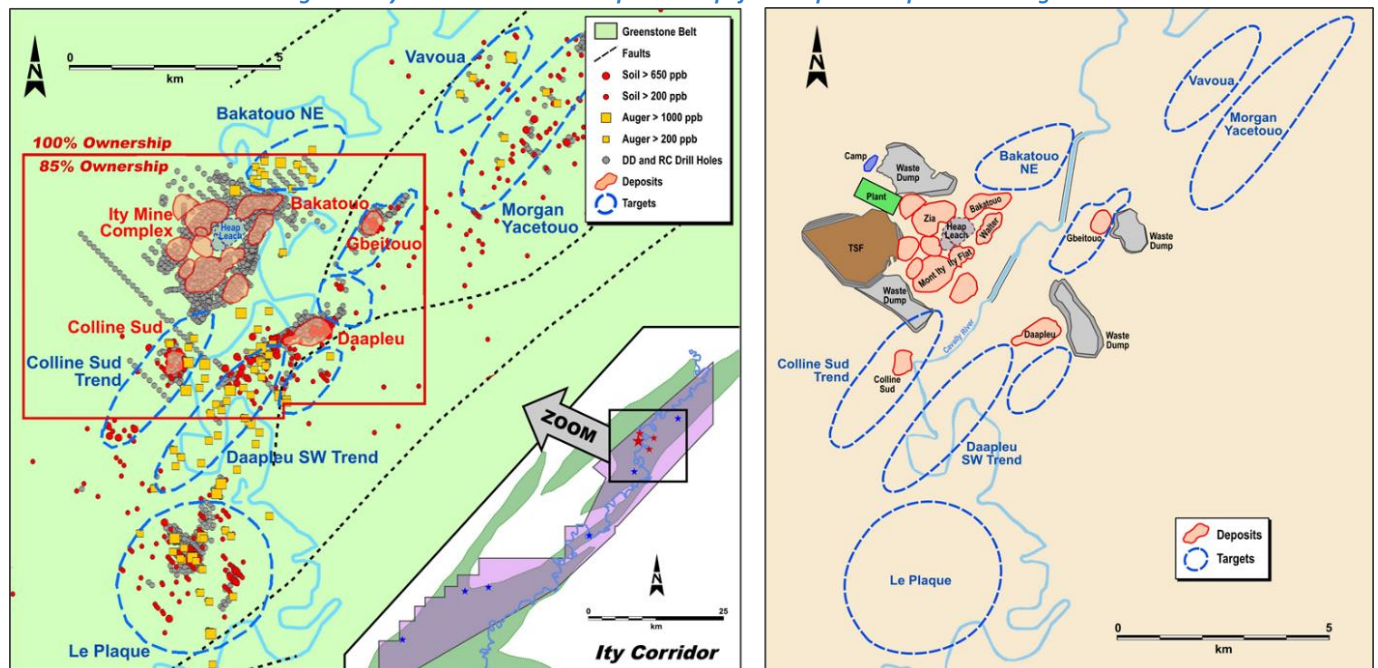 N
0
5
km
Vavoua
Bakatouo NE
100% Ownership
85% Ownership
Ity Mine
Complex
Bakatouo
Heap
Leach
Gbeitouo
Morgan
Yacetouo
Colline Sud
Daapleu
Colline Sud
Trend
Daapleu SW Trend
Le Plaque
Greenstone Belt
Faults
Soil > 650 ppb
Soil > 200 ppb
Auger > 1000 ppb
Auger > 200 ppb
DD and RC Drill Holes
Deposits
Targets
ZOOM
N
0
25
km
Ity Corridor
N
Vavoua
Morgan
Yacetouo
Camp
Waste
Dump
Bakatouo
NE
Plant
Zia
Bakatouo
Heap
Leach
Walter
TSF
Mont Ity
Ity Flat
Gbeitouo
Waste
Dump
Waste
Dump
Cavally River
Daapleu
Waste
Dump
Colline Sud
Trend
Colline
Sud
Daapleu
SW Trend
Le Plaque
Deposits
Targets
0
5
km